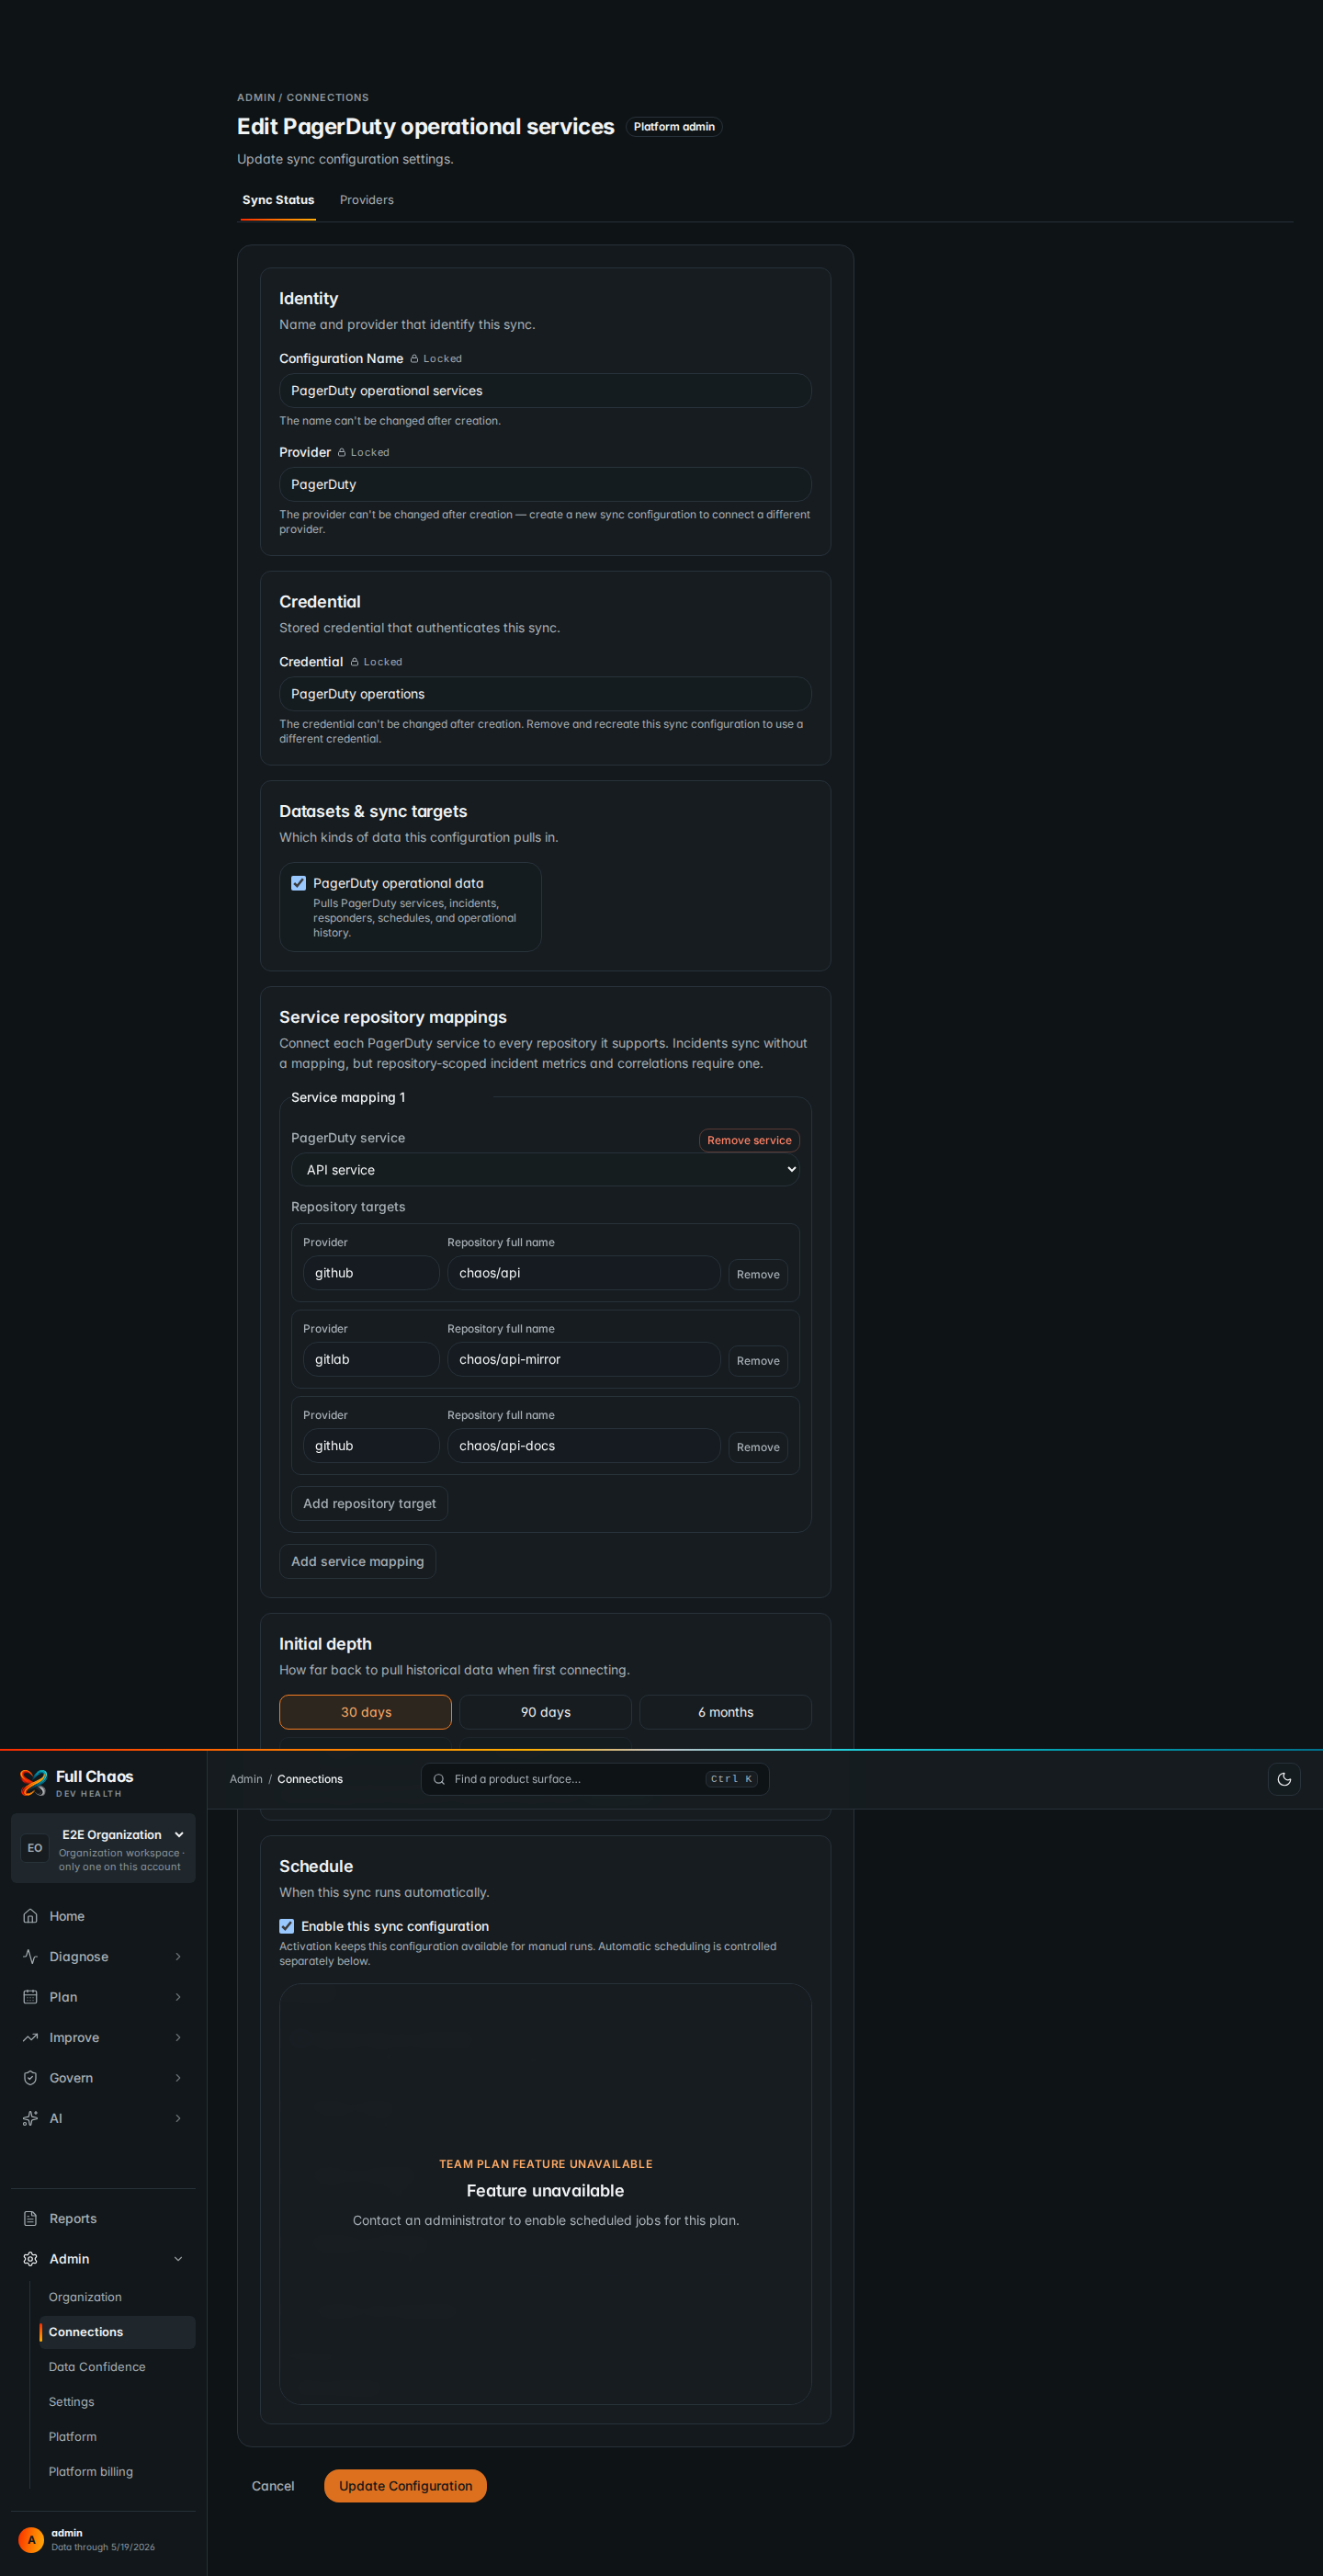 ADMIN / CONNECTIONS
Edit PagerDuty operational services
Platform admin
Update sync configuration settings.
Sync Status
Providers
Identity
Name and provider that identify this sync.
Configuration Name
Locked
PagerDuty operational services
The name can't be changed after creation.
Provider
Locked
PagerDuty
The provider can't be changed after creation — create a new sync configuration to connect a different
provider.
Credential
Stored credential that authenticates this sync.
Credential
Locked
PagerDuty operations
The credential can't be changed after creation. Remove and recreate this sync configuration to use a
different credential.
Datasets & sync targets
Which kinds of data this configuration pulls in.
PagerDuty operational data
Pulls PagerDuty services, incidents,
responders, schedules, and operational
history.
Service repository mappings
Connect each PagerDuty service to every repository it supports. Incidents sync without
a mapping, but repository-scoped incident metrics and correlations require one.
Service mapping 1
PagerDuty service
Remove service
API service
Repository targets
Provider
Repository full name
github
chaos/api
Remove
Provider
Repository full name
gitlab
chaos/api-mirror
Remove
Provider
Repository full name
github
chaos/api-docs
Remove
Add repository target
Add service mapping
Initial depth
How far back to pull historical data when first connecting.
30 days
90 days
6 months
Full Chaos
DEV HEALTH
Admin / Connections
Find a product surface...
Ctrl K
EO
E2E Organization
Organization workspace ·
only one on this account
Home
Diagnose
Plan
Improve
Govern
AI
Reports
Admin
Organization
Connections
Data Confidence
Settings
Platform
Platform billing
A
admin
Data through 5/19/2026
Schedule
When this sync runs automatically.
Enable this sync configuration
Activation keeps this configuration available for manual runs. Automatic scheduling is controlled
separately below.
TEAM PLAN FEATURE UNAVAILABLE
Feature unavailable
Contact an administrator to enable scheduled jobs for this plan.
Cancel
Update Configuration